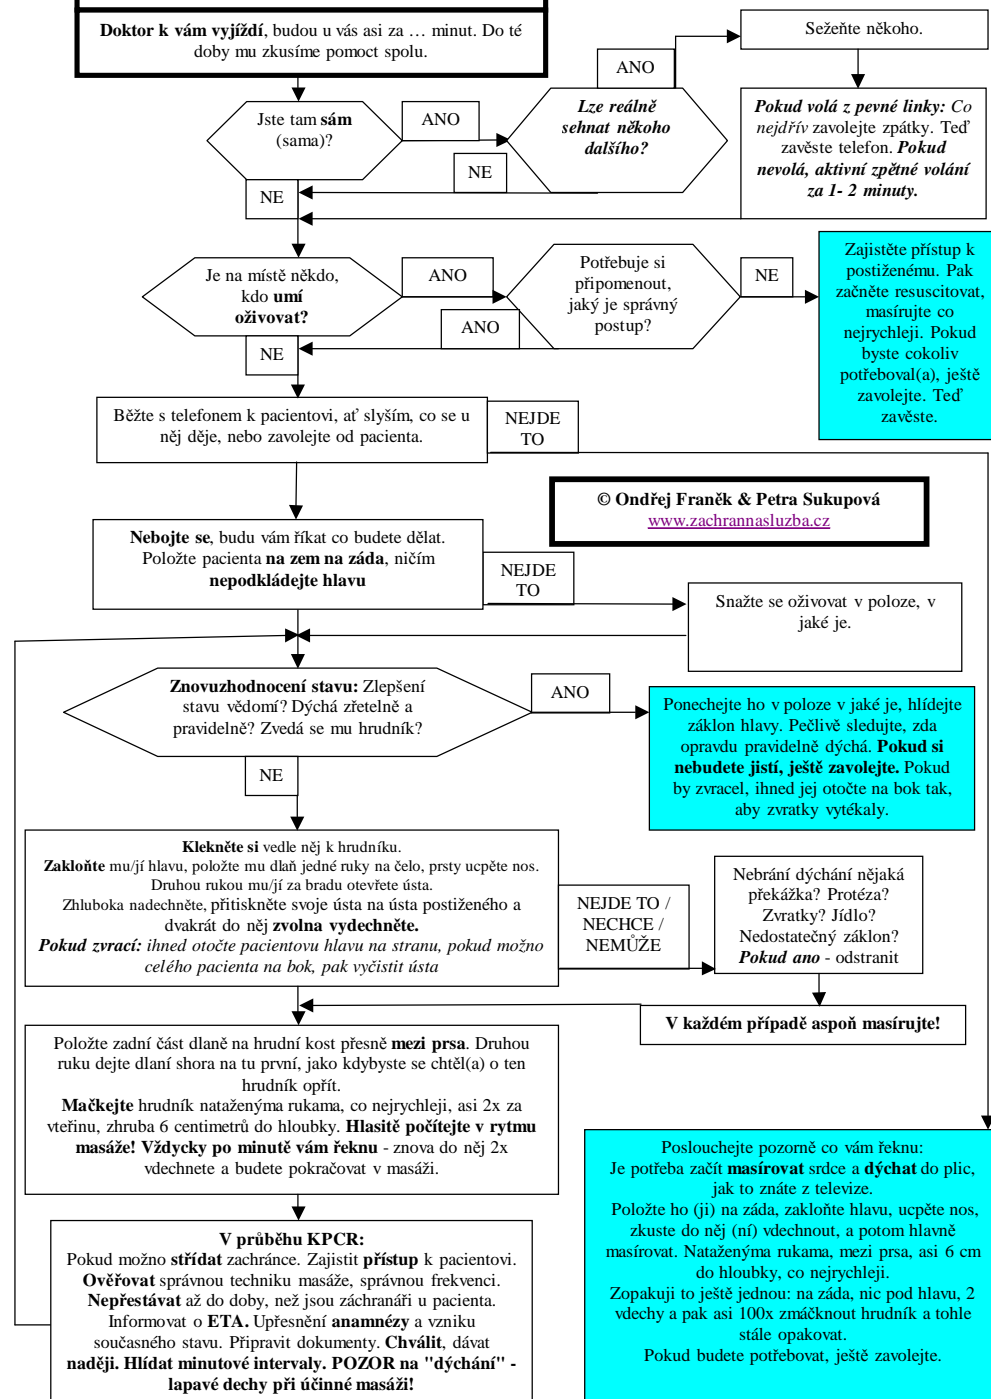 Doktor k vám vyjíždí, budou u vás asi za … minut. Do té
doby mu zkusíme pomoct spolu.
Sežeňte někoho.
ANO
Jste tam sám
(sama)?
ANO
Lze reálně
sehnat někoho
dalšího?
Pokud volá z pevné linky: Co
nejdřív zavolejte zpátky. Teď
zavěste telefon. Pokud
nevolá, aktivní zpětné volání
za 1- 2 minuty.
NE
NE
Je na místě někdo,
kdo umí
oživovat?
ANO
Potřebuje si
připomenout,
jaký je správný
postup?
NE
Zajistěte přístup k
postiženému. Pak
začněte resuscitovat,
masírujte co
nejrychleji. Pokud
byste cokoliv
potřeboval(a), ještě
zavolejte. Teď
zavěste.
ANO
NE
Běžte s telefonem k pacientovi, ať slyším, co se u
něj děje, nebo zavolejte od pacienta.
NEJDE
TO
© Ondřej Franěk & Petra Sukupová
www.zachrannasluzba.cz
Nebojte se, budu vám říkat co budete dělat.
Položte pacienta na zem na záda, ničím
nepodkládejte hlavu
NEJDE
TO
Snažte se oživovat v poloze, v
jaké je.
Znovuzhodnocení stavu: Zlepšení
stavu vědomí? Dýchá zřetelně a
pravidelně? Zvedá se mu hrudník?
ANO
Ponechejte ho v poloze v jaké je, hlídejte
záklon hlavy. Pečlivě sledujte, zda
opravdu pravidelně dýchá. Pokud si
nebudete jistí, ještě zavolejte. Pokud
by zvracel, ihned jej otočte na bok tak,
aby zvratky vytékaly.
NE
Klekněte si vedle něj k hrudníku.
Zakloňte mu/jí hlavu, položte mu dlaň jedné ruky na čelo, prsty ucpěte nos.
Druhou rukou mu/jí za bradu otevřete ústa.
Zhluboka nadechněte, přitiskněte svoje ústa na ústa postiženého a
dvakrát do něj zvolna vydechněte.
Pokud zvrací: ihned otočte pacientovu hlavu na stranu, pokud možno
celého pacienta na bok, pak vyčistit ústa
NEJDE TO /
NECHCE /
NEMŮŽE
Nebrání dýchání nějaká
překážka? Protéza?
Zvratky? Jídlo?
Nedostatečný záklon?
Pokud ano - odstranit
V každém případě aspoň masírujte!
Položte zadní část dlaně na hrudní kost přesně mezi prsa. Druhou
ruku dejte dlaní shora na tu první, jako kdybyste se chtěl(a) o ten
hrudník opřít.
Mačkejte hrudník nataženýma rukama, co nejrychleji, asi 2x za
vteřinu, zhruba 6 centimetrů do hloubky. Hlasitě počítejte v rytmu
masáže! Vždycky po minutě vám řeknu - znova do něj 2x
vdechnete a budete pokračovat v masáži.
V průběhu KPCR:
Pokud možno střídat zachránce. Zajistit přístup k pacientovi.
Ověřovat správnou techniku masáže, správnou frekvenci.
Nepřestávat až do doby, než jsou záchranáři u pacienta.
Informovat o ETA. Upřesnění anamnézy a vzniku
současného stavu. Připravit dokumenty. Chválit, dávat
naději. Hlídat minutové intervaly. POZOR na "dýchání" -
lapavé dechy při účinné masáži!
Poslouchejte pozorně co vám řeknu:
Je potřeba začít masírovat srdce a dýchat do plic,
jak to znáte z televize.
Položte ho (ji) na záda, zakloňte hlavu, ucpěte nos,
zkuste do něj (ní) vdechnout, a potom hlavně
masírovat. Nataženýma rukama, mezi prsa, asi 6 cm
do hloubky, co nejrychleji.
Zopakuji to ještě jednou: na záda, nic pod hlavu, 2
vdechy a pak asi 100x zmáčknout hrudník a tohle
stále opakovat.
Pokud budete potřebovat, ještě zavolejte.